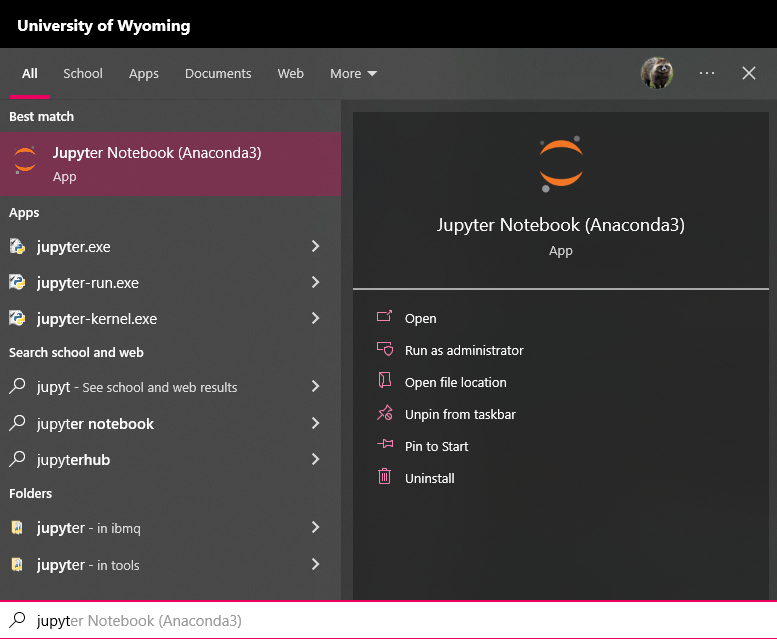 University of Wyoming
All School Apps Documents Web More
Best match
Jupyter Notebook (Anaconda3)
App
Apps
jupyter.exe
jupyter-run.exe
jupyter-kernel.exe
Search school and web
jupyt - See school and web results
jupyter notebook
jupyterhub
Folders
jupyter - in ibmq
jupyter - in tools
Jupyter Notebook (Anaconda3)
App
Open
Run as administrator
Open file location
Unpin from taskbar
Pin to Start
Uninstall
jupyter Notebook (Anaconda3)